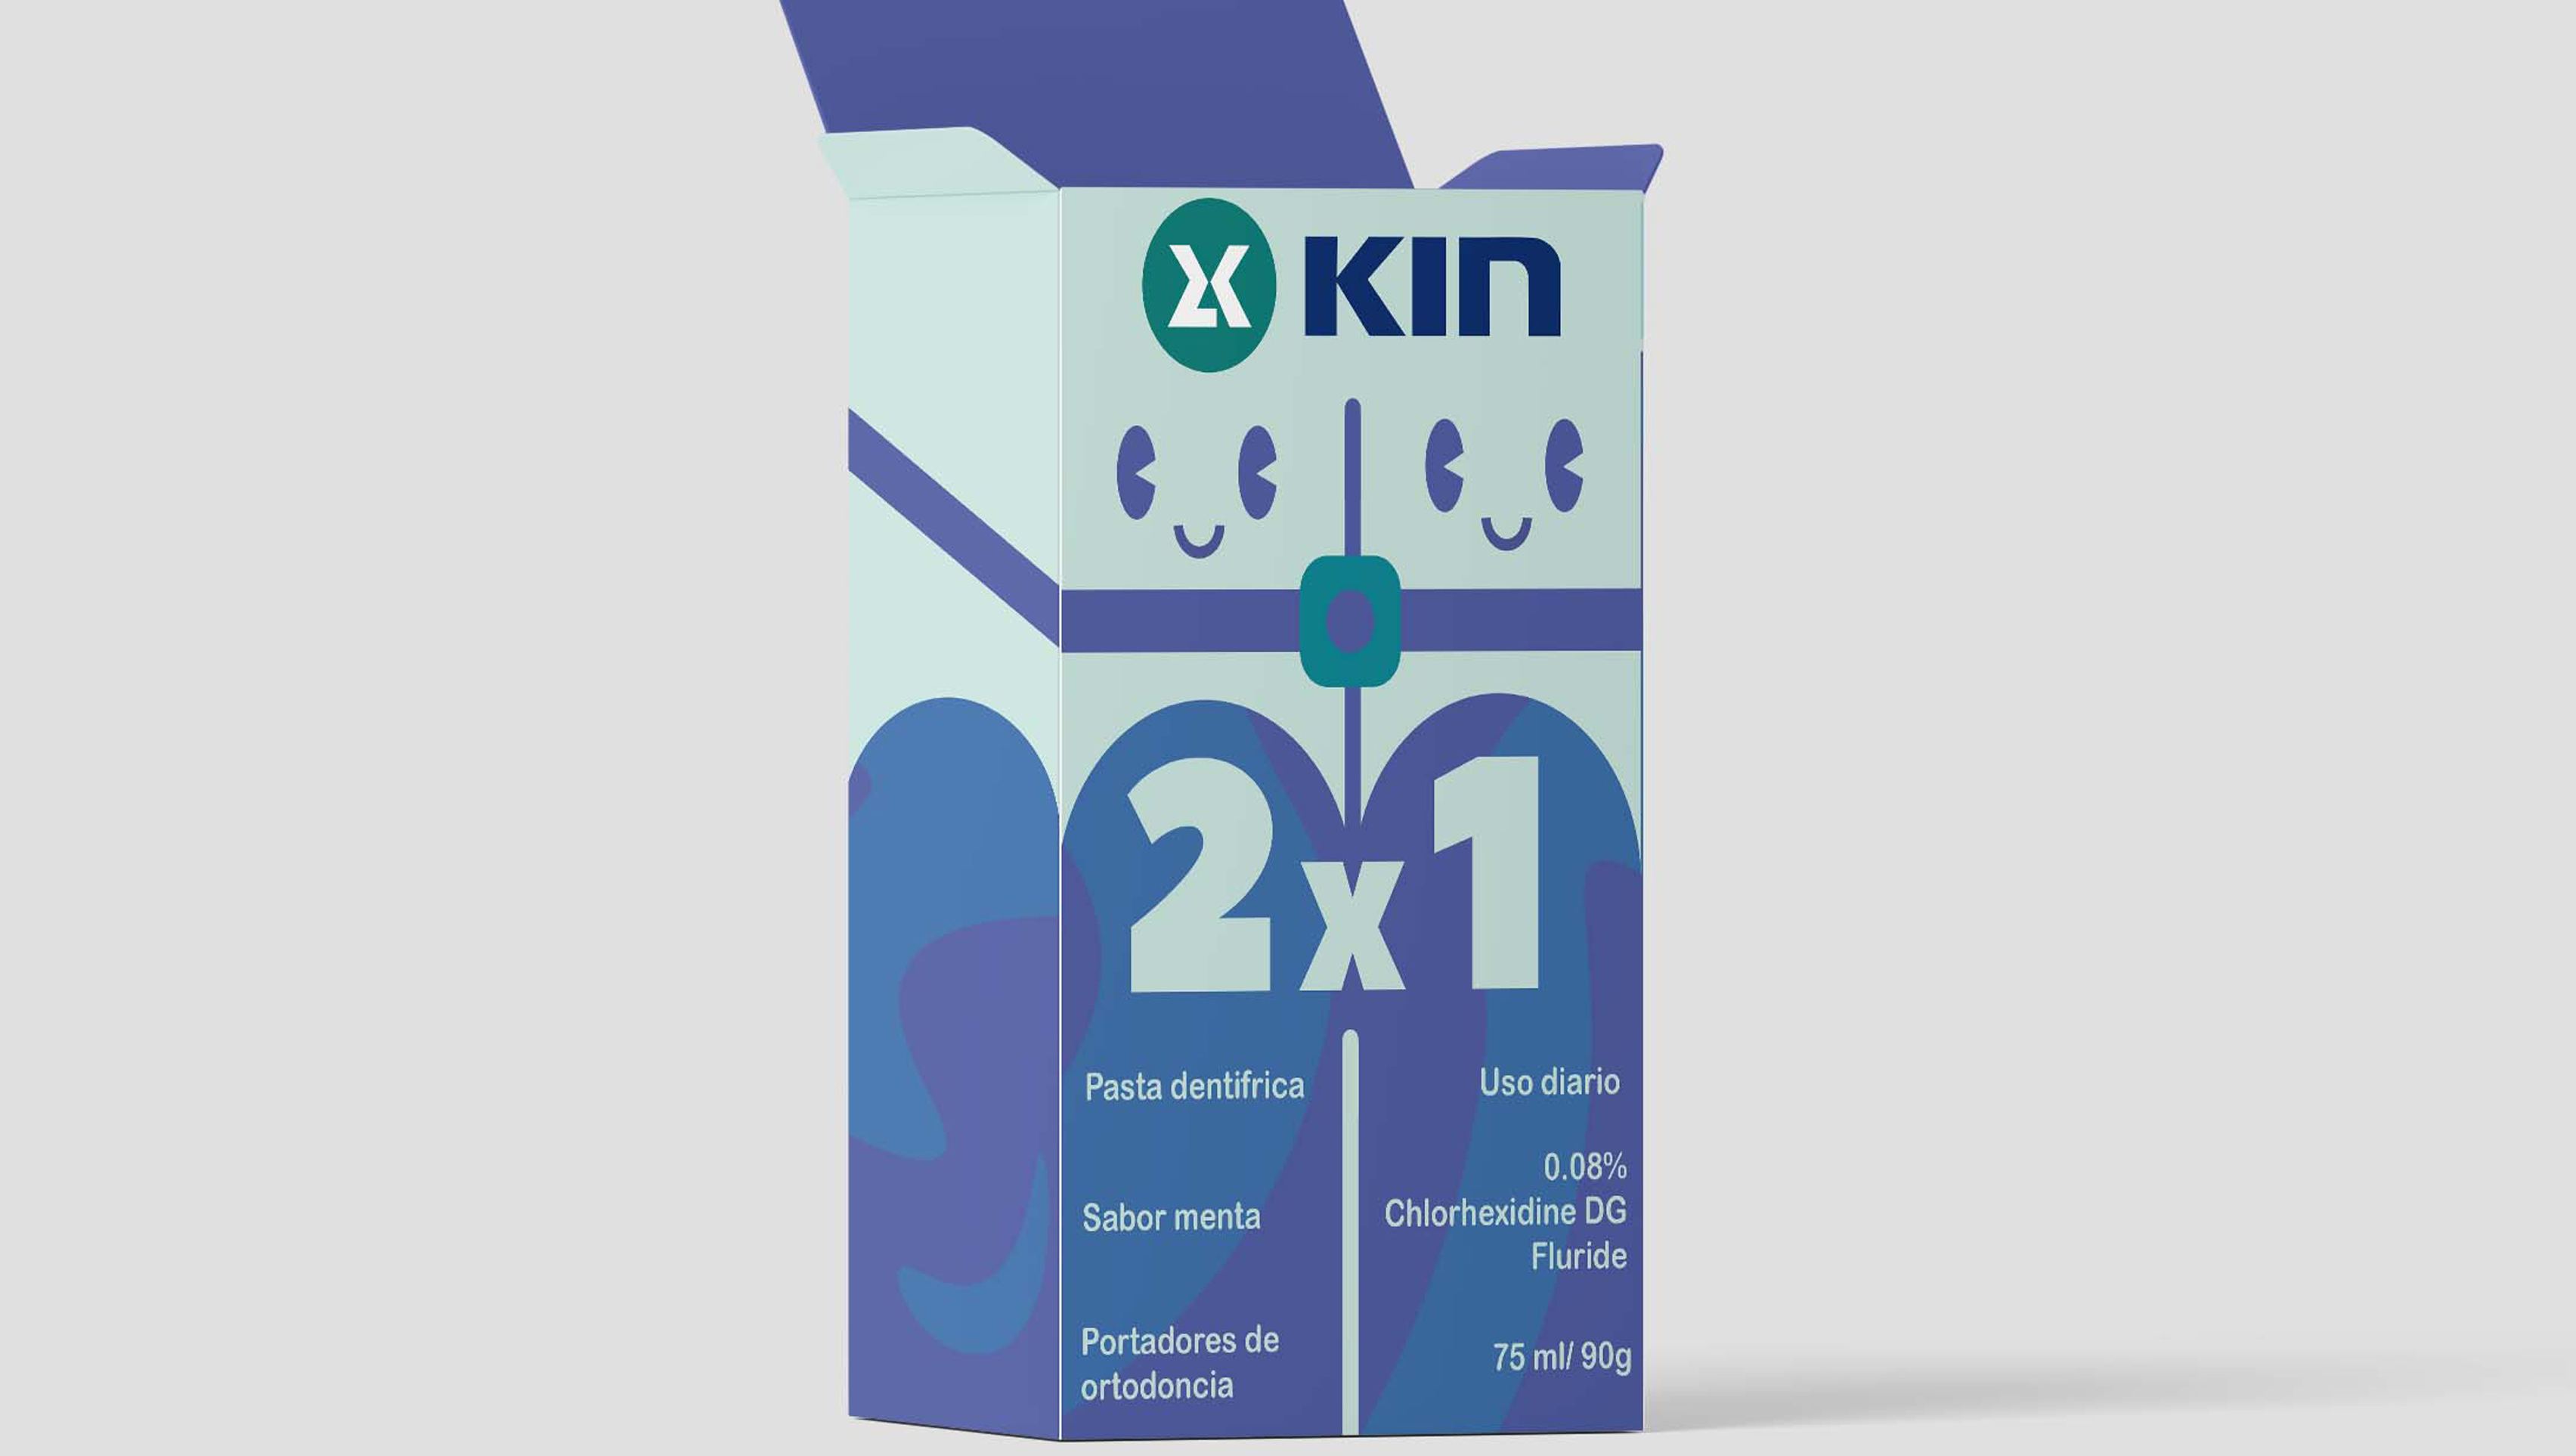 KIN
2x1
Pasta dentifrica
Sabor menta
Portadores de
ortodoncia
Uso diario
0.08%
Chlorhexidine DG
Fluride
75 ml/ 90g